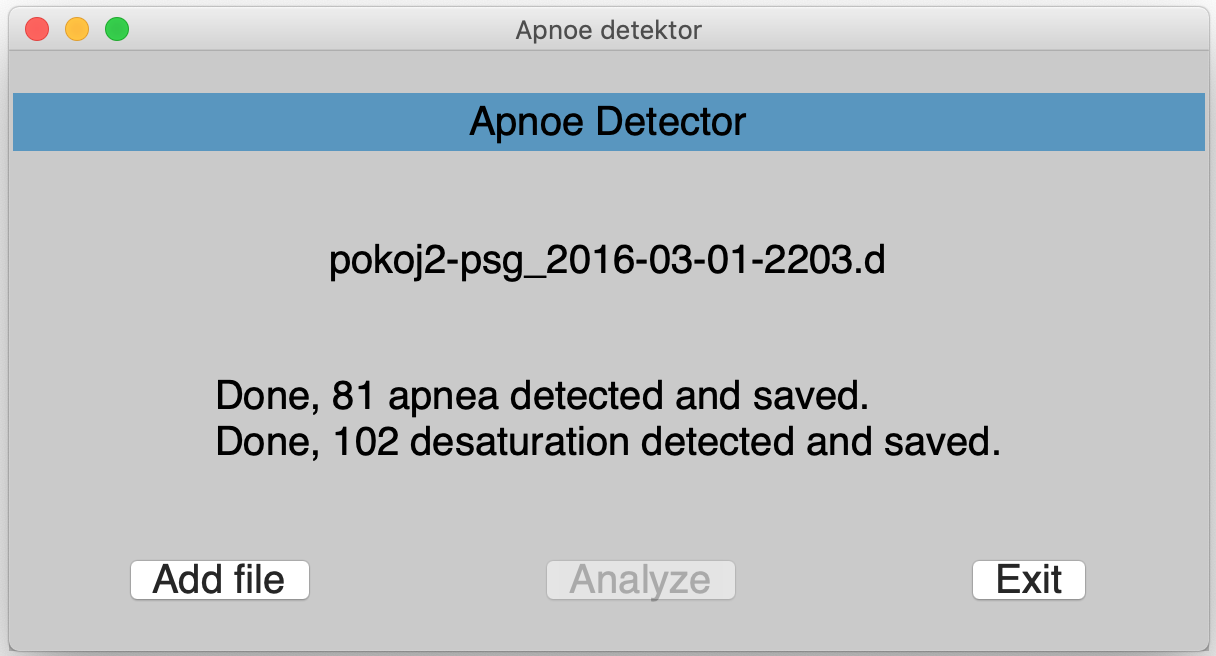 Apnoe detektor
Apnoe Detector
pokoj2-psg_2016-03-01-2203.d
Done, 81 apnea detected and saved.
Done, 102 desaturation detected and saved.
Add file
Analyze
Exit